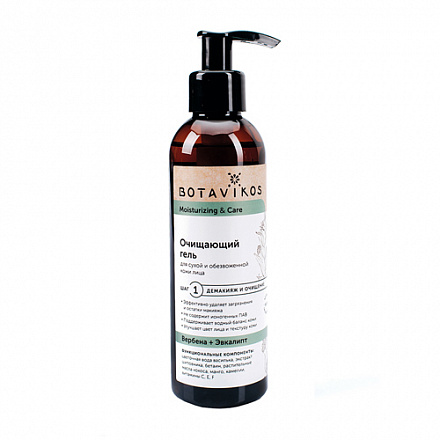 BOTAVIKOS
Moisturizing & Care
Очищающий
гель
для сухой и обезвоженной
кожи лица
ШАГ 1 ДЕМАКИЯЖ И ОЧИЩЕНИЕ
• Эффективно удаляет загрязнения
и остатки макияжа
• Не содержит ионогенных ПАВ
• Поддерживает водный баланс кожи
• Улучшает цвет лица и текстуру кожи
Вербена + Эвкалипт
ФУНКЦИОНАЛЬНЫЕ КОМПОНЕНТЫ:
цветочная вода василька, экстракт
шиповника, бетаин, растительные
масла кокоса, манго, камелии,
витамины С, Е, F